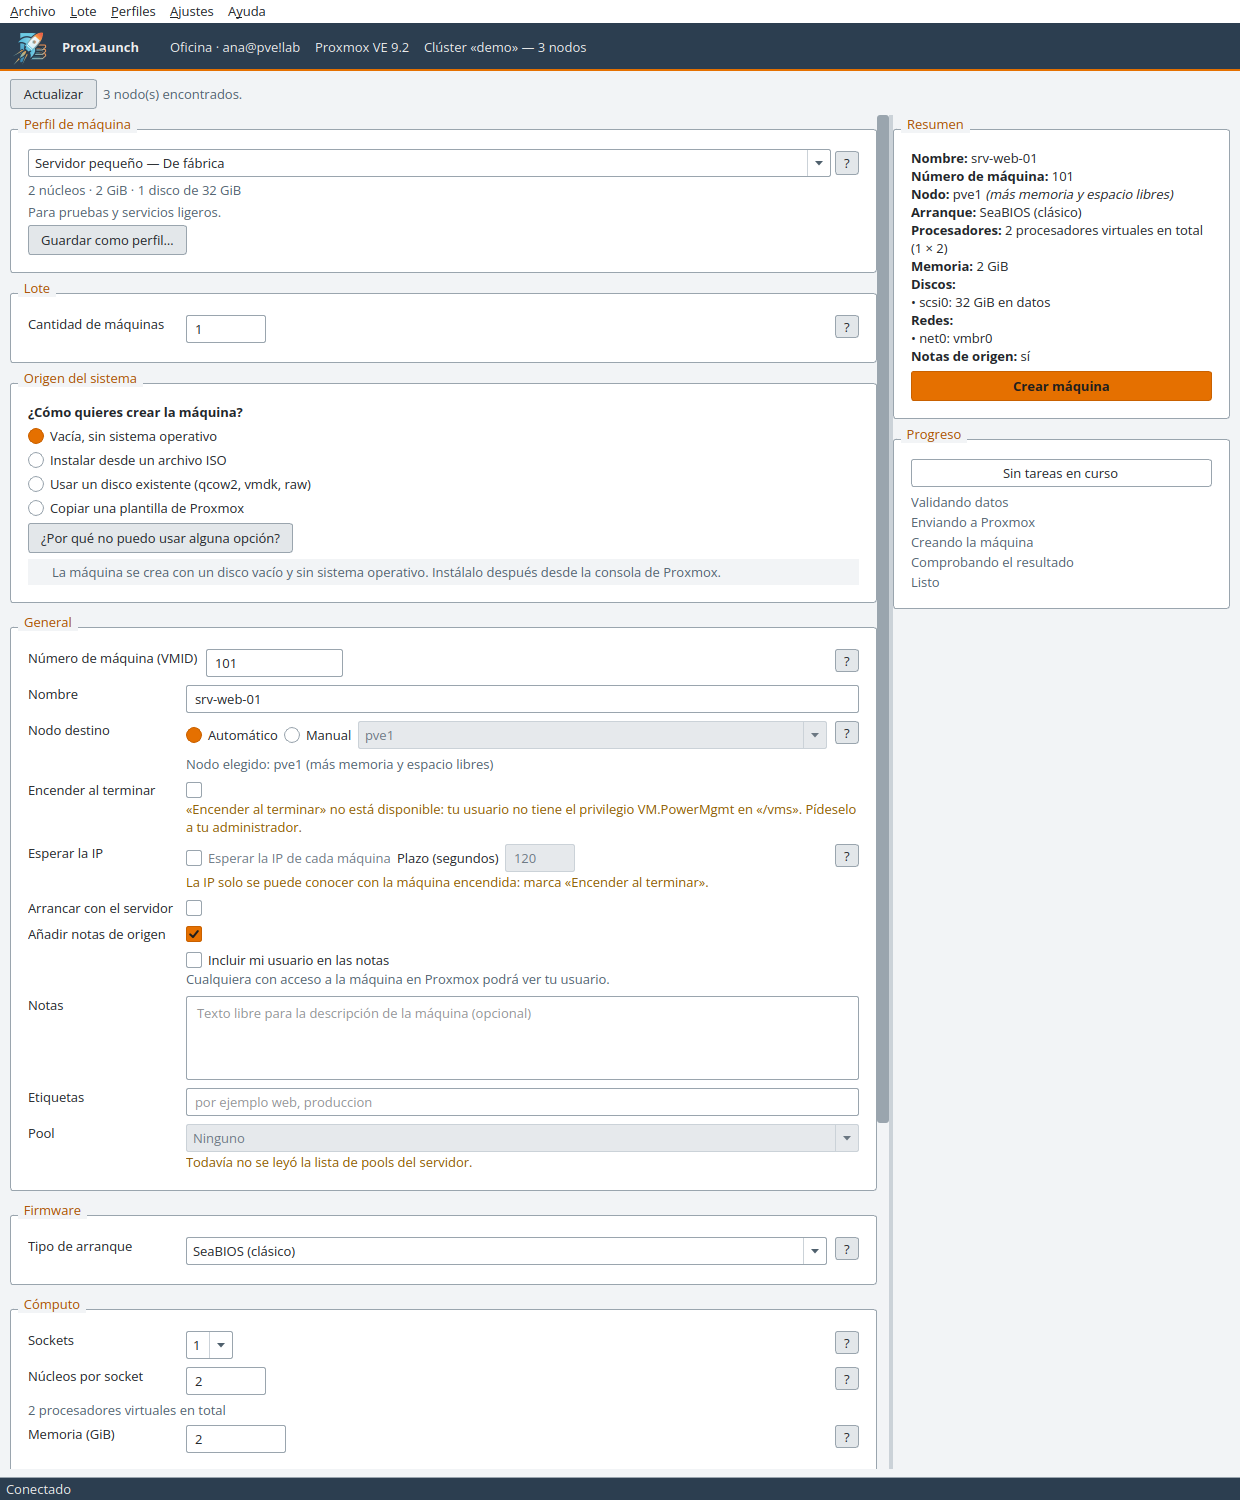 Archivo Lote Perfiles Ajustes Ayuda
ProxLaunch Oficina · ana@pve!lab Proxmox VE 9.2 Clúster «demo» — 3 nodos
Actualizar 3 nodo(s) encontrados.
Perfil de máquina
Servidor pequeño — De fábrica ?
2 núcleos · 2 GiB · 1 disco de 32 GiB
Para pruebas y servicios ligeros.
Guardar como perfil...
Lote
Cantidad de máquinas 1 ?
Origen del sistema
¿Cómo quieres crear la máquina?
Vacía, sin sistema operativo
Instalar desde un archivo ISO
Usar un disco existente (qcow2, vmdk, raw)
Copiar una plantilla de Proxmox
¿Por qué no puedo usar alguna opción?
La máquina se crea con un disco vacío y sin sistema operativo. Instálalo después desde la consola de Proxmox.
General
Número de máquina (VMID) 101 ?
Nombre srv-web-01
Nodo destino Automático Manual pve1 ?
Nodo elegido: pve1 (más memoria y espacio libres)
Encender al terminar
«Encender al terminar» no está disponible: tu usuario no tiene el privilegio VM.PowerMgmt en «/vms». Pídeselo
a tu administrador.
Esperar la IP Esperar la IP de cada máquina Plazo (segundos) 120 ?
La IP solo se puede conocer con la máquina encendida: marca «Encender al terminar».
Arrancar con el servidor
Añadir notas de origen
Incluir mi usuario en las notas
Cualquiera con acceso a la máquina en Proxmox podrá ver tu usuario.
Notas Texto libre para la descripción de la máquina (opcional)
Etiquetas por ejemplo web, produccion
Pool Ninguno
Todavía no se leyó la lista de pools del servidor.
Firmware
Tipo de arranque SeaBIOS (clásico) ?
Cómputo
Sockets 1 ?
Núcleos por socket 2 ?
2 procesadores virtuales en total
Memoria (GiB) 2 ?
Resumen
Nombre: srv-web-01
Número de máquina: 101
Nodo: pve1 (más memoria y espacio libres)
Arranque: SeaBIOS (clásico)
Procesadores: 2 procesadores virtuales en total
(1 × 2)
Memoria: 2 GiB
Discos:
• scsi0: 32 GiB en datos
Redes:
• net0: vmbr0
Notas de origen: sí
Crear máquina
Progreso
Sin tareas en curso
Validando datos
Enviando a Proxmox
Creando la máquina
Comprobando el resultado
Listo
Conectado